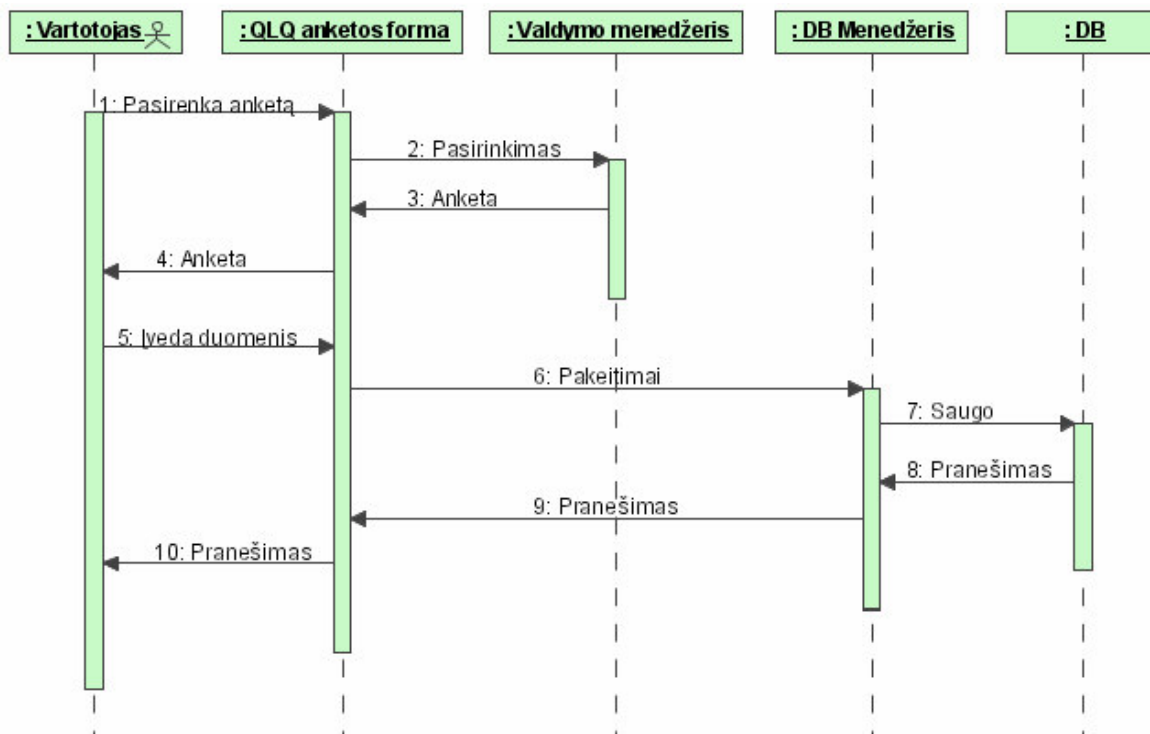 : Vartotojas
: QLQ anketos forma
: Valdymo menedžeris
: DB Menedžeris
: DB
1: Pasirenka anketą
2: Pasirinkimas
3: Anketa
4: Anketa
5: Įveda duomenis
6: Pakeitimai
7: Saugo
8: Pranešimas
9: Pranešimas
10: Pranešimas